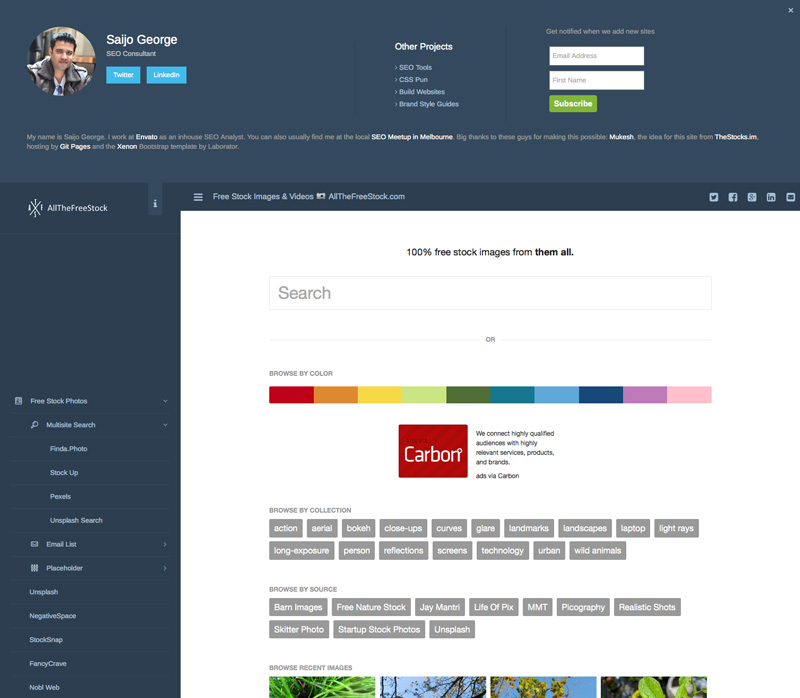 ×
Saijo George
SEO Consultant
Twitter
LinkedIn
Other Projects
› SEO Tools
› CSS Pun
› Build Websites
› Brand Style Guides
Get notified when we add new sites
Email Address
First Name
Subscribe
My name is Saijo George. I work at Envato as an inhouse SEO Analyst. You can also usually find me at the local SEO Meetup in Melbourne. Big thanks to these guys for making this possible: Mukesh, the idea for this site from TheStocks.im,
hosting by Git Pages and the Xenon Bootstrap template by Laborator.
AllTheFreeStock
i
Free Stock Images & Videos AllTheFreeStock.com
Free Stock Photos
Multisite Search
Finda.Photo
Stock Up
Pexels
Unsplash Search
Email List
Placeholder
Unsplash
NegativeSpace
StockSnap
FancyCrave
Nobl Web
100% free stock images from them all.
Search
OR
BROWSE BY COLOR
Carbon
We connect highly qualified
audiences with highly
relevant services, products,
and brands.
ads via Carbon
BROWSE BY COLLECTION
action aerial bokeh close-ups curves glare landmarks landscapes laptop light rays
long-exposure person reflections screens technology urban wild animals
BROWSE BY SOURCE
Barn Images Free Nature Stock Jay Mantri Life Of Pix MMT Picography Realistic Shots
Skitter Photo Startup Stock Photos Unsplash
BROWSE RECENT IMAGES